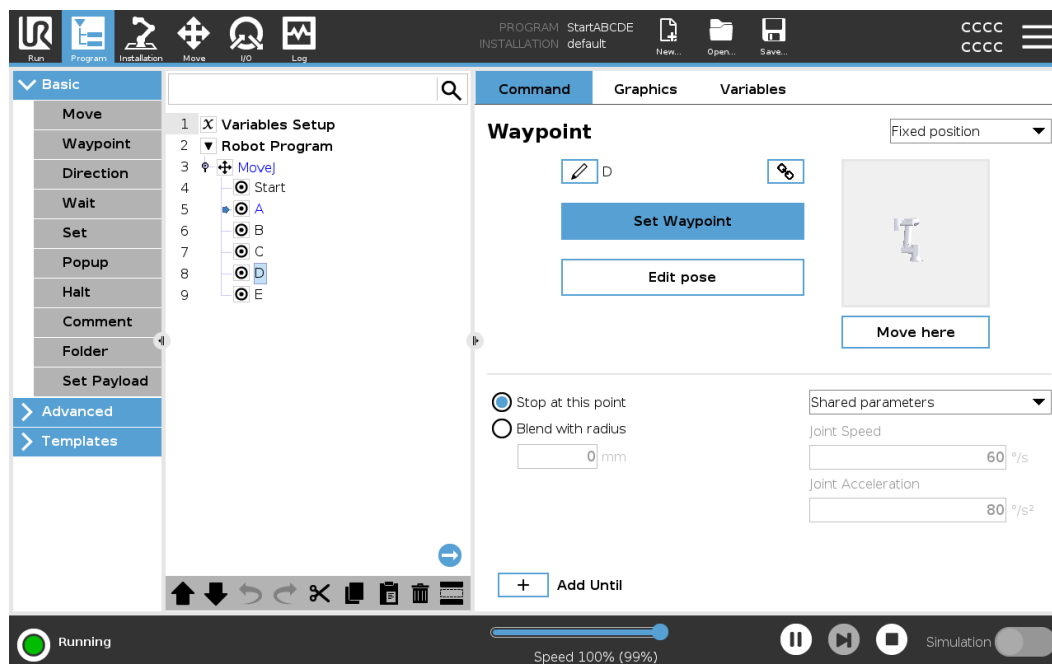 UR
Run
Program
Installation
Move
I/O
Log
PROGRAM StartABCDE
INSTALLATION default
New...
Open...
Save...
CCCC
CCCC
Basic
Move
Waypoint
Direction
Wait
Set
Popup
Halt
Comment
Folder
Set Payload
Advanced
Templates
1 X Variables Setup
2 Robot Program
3 MoveJ
4 Start
5 A
6 B
7 C
8 D
9 E
Command Graphics Variables
Waypoint
Fixed position
D
Set Waypoint
Edit pose
Move here
Stop at this point
Blend with radius
0 mm
Shared parameters
Joint Speed
60 °/s
Joint Acceleration
80 °/s²
+ Add Until
Running
Speed 100% (99%)
Simulation